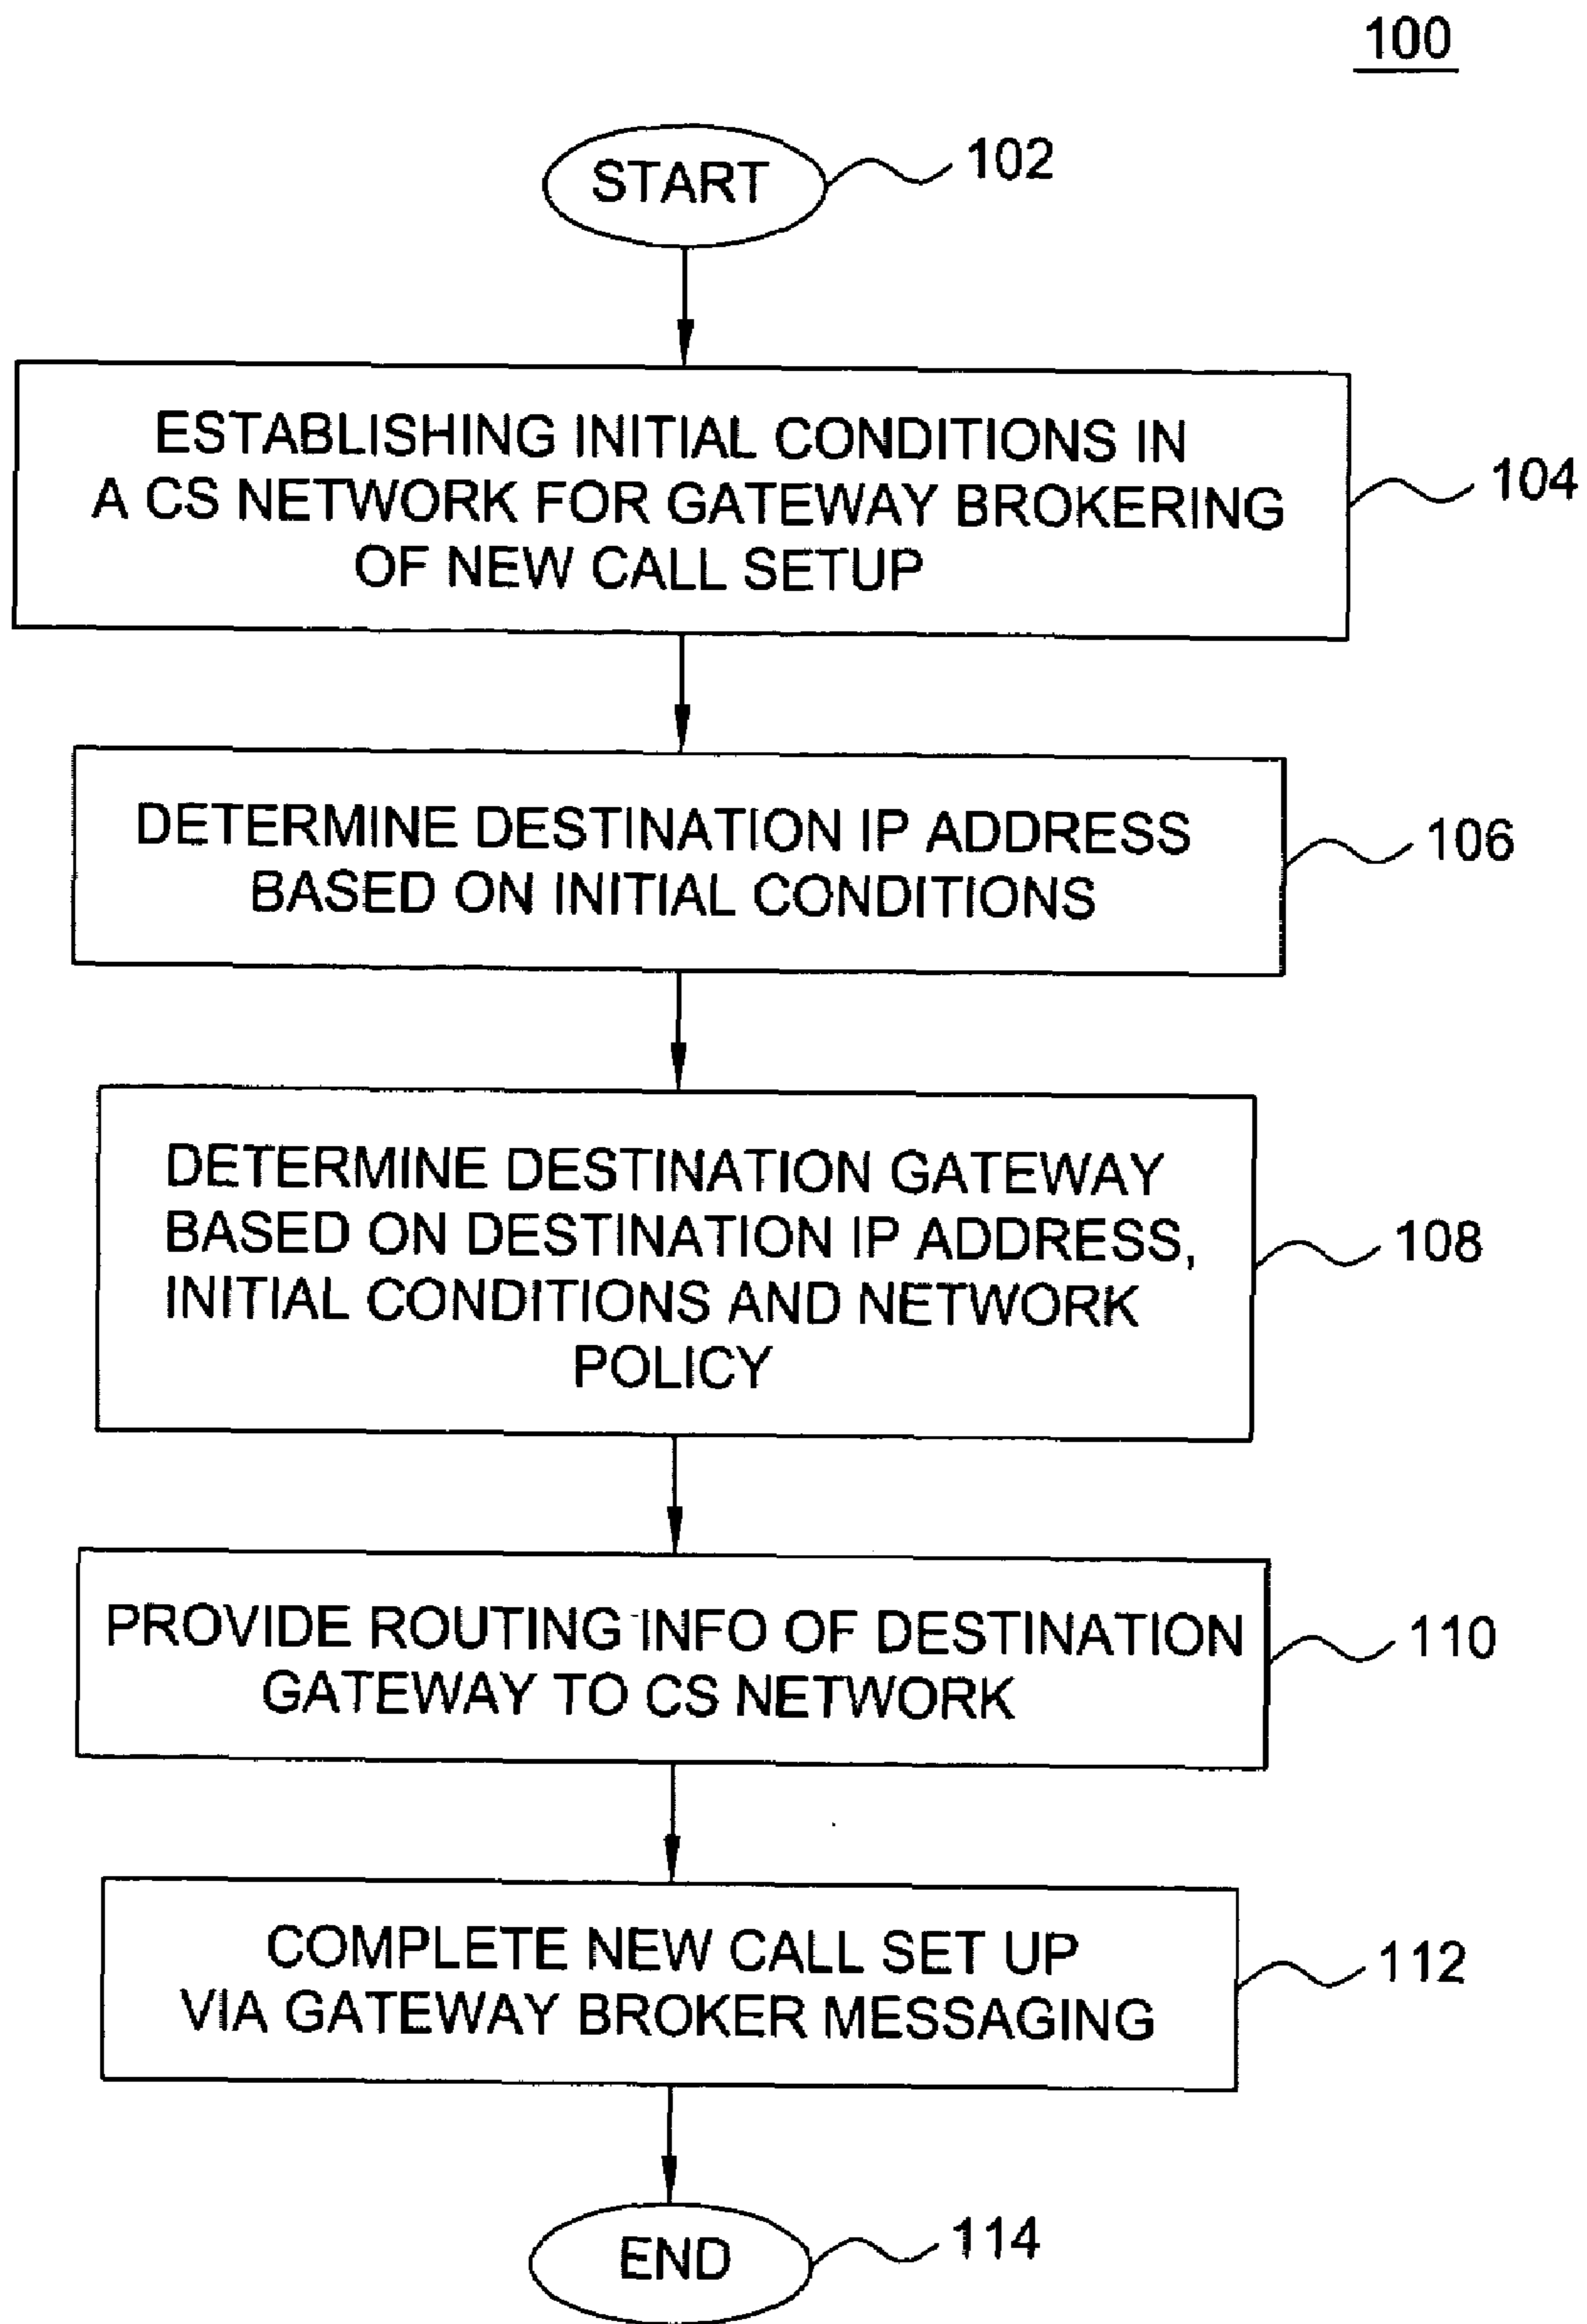 100
START
102
ESTABLISHING INITIAL CONDITIONS IN
A CS NETWORK FOR GATEWAY BROKERING
OF NEW CALL SETUP
104
DETERMINE DESTINATION IP ADDRESS
BASED ON INITIAL CONDITIONS
106
DETERMINE DESTINATION GATEWAY
BASED ON DESTINATION IP ADDRESS,
INITIAL CONDITIONS AND NETWORK
POLICY
108
PROVIDE ROUTING INFO OF DESTINATION
GATEWAY TO CS NETWORK
110
COMPLETE NEW CALL SET UP
VIA GATEWAY BROKER MESSAGING
112
END
114